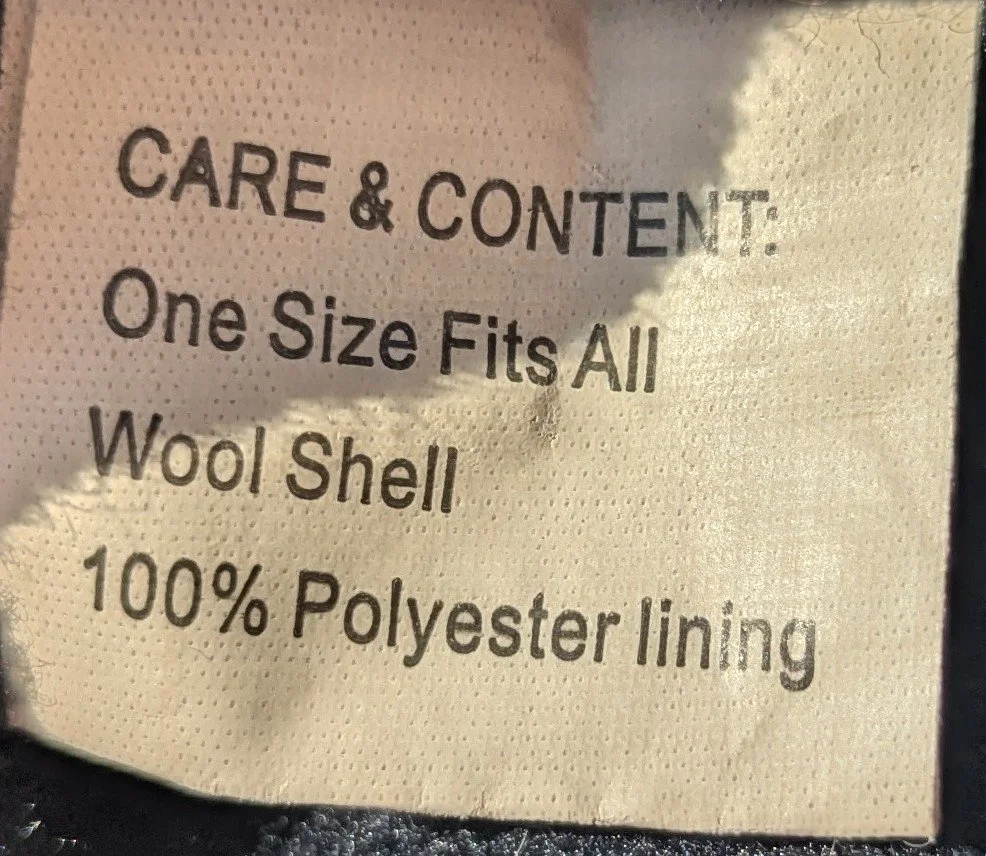 CARE & CONTENT:
One Size Fits All
Wool Shell
100% Polyester lining